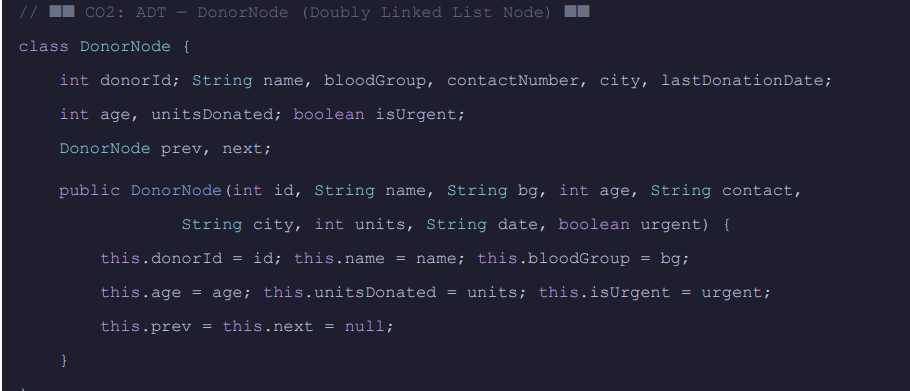 // ■■ CO2: ADT — DonorNode (Doubly Linked List Node) ■■
class DonorNode {
    int donorId; String name, bloodGroup, contactNumber, city, lastDonationDate;
    int age, unitsDonated; boolean isUrgent;
    DonorNode prev, next;
    public DonorNode(int id, String name, String bg, int age, String contact,
                String city, int units, String date, boolean urgent) {
        this.donorId = id; this.name = name; this.bloodGroup = bg;
        this.age = age; this.unitsDonated = units; this.isUrgent = urgent;
        this.prev = this.next = null;
    }